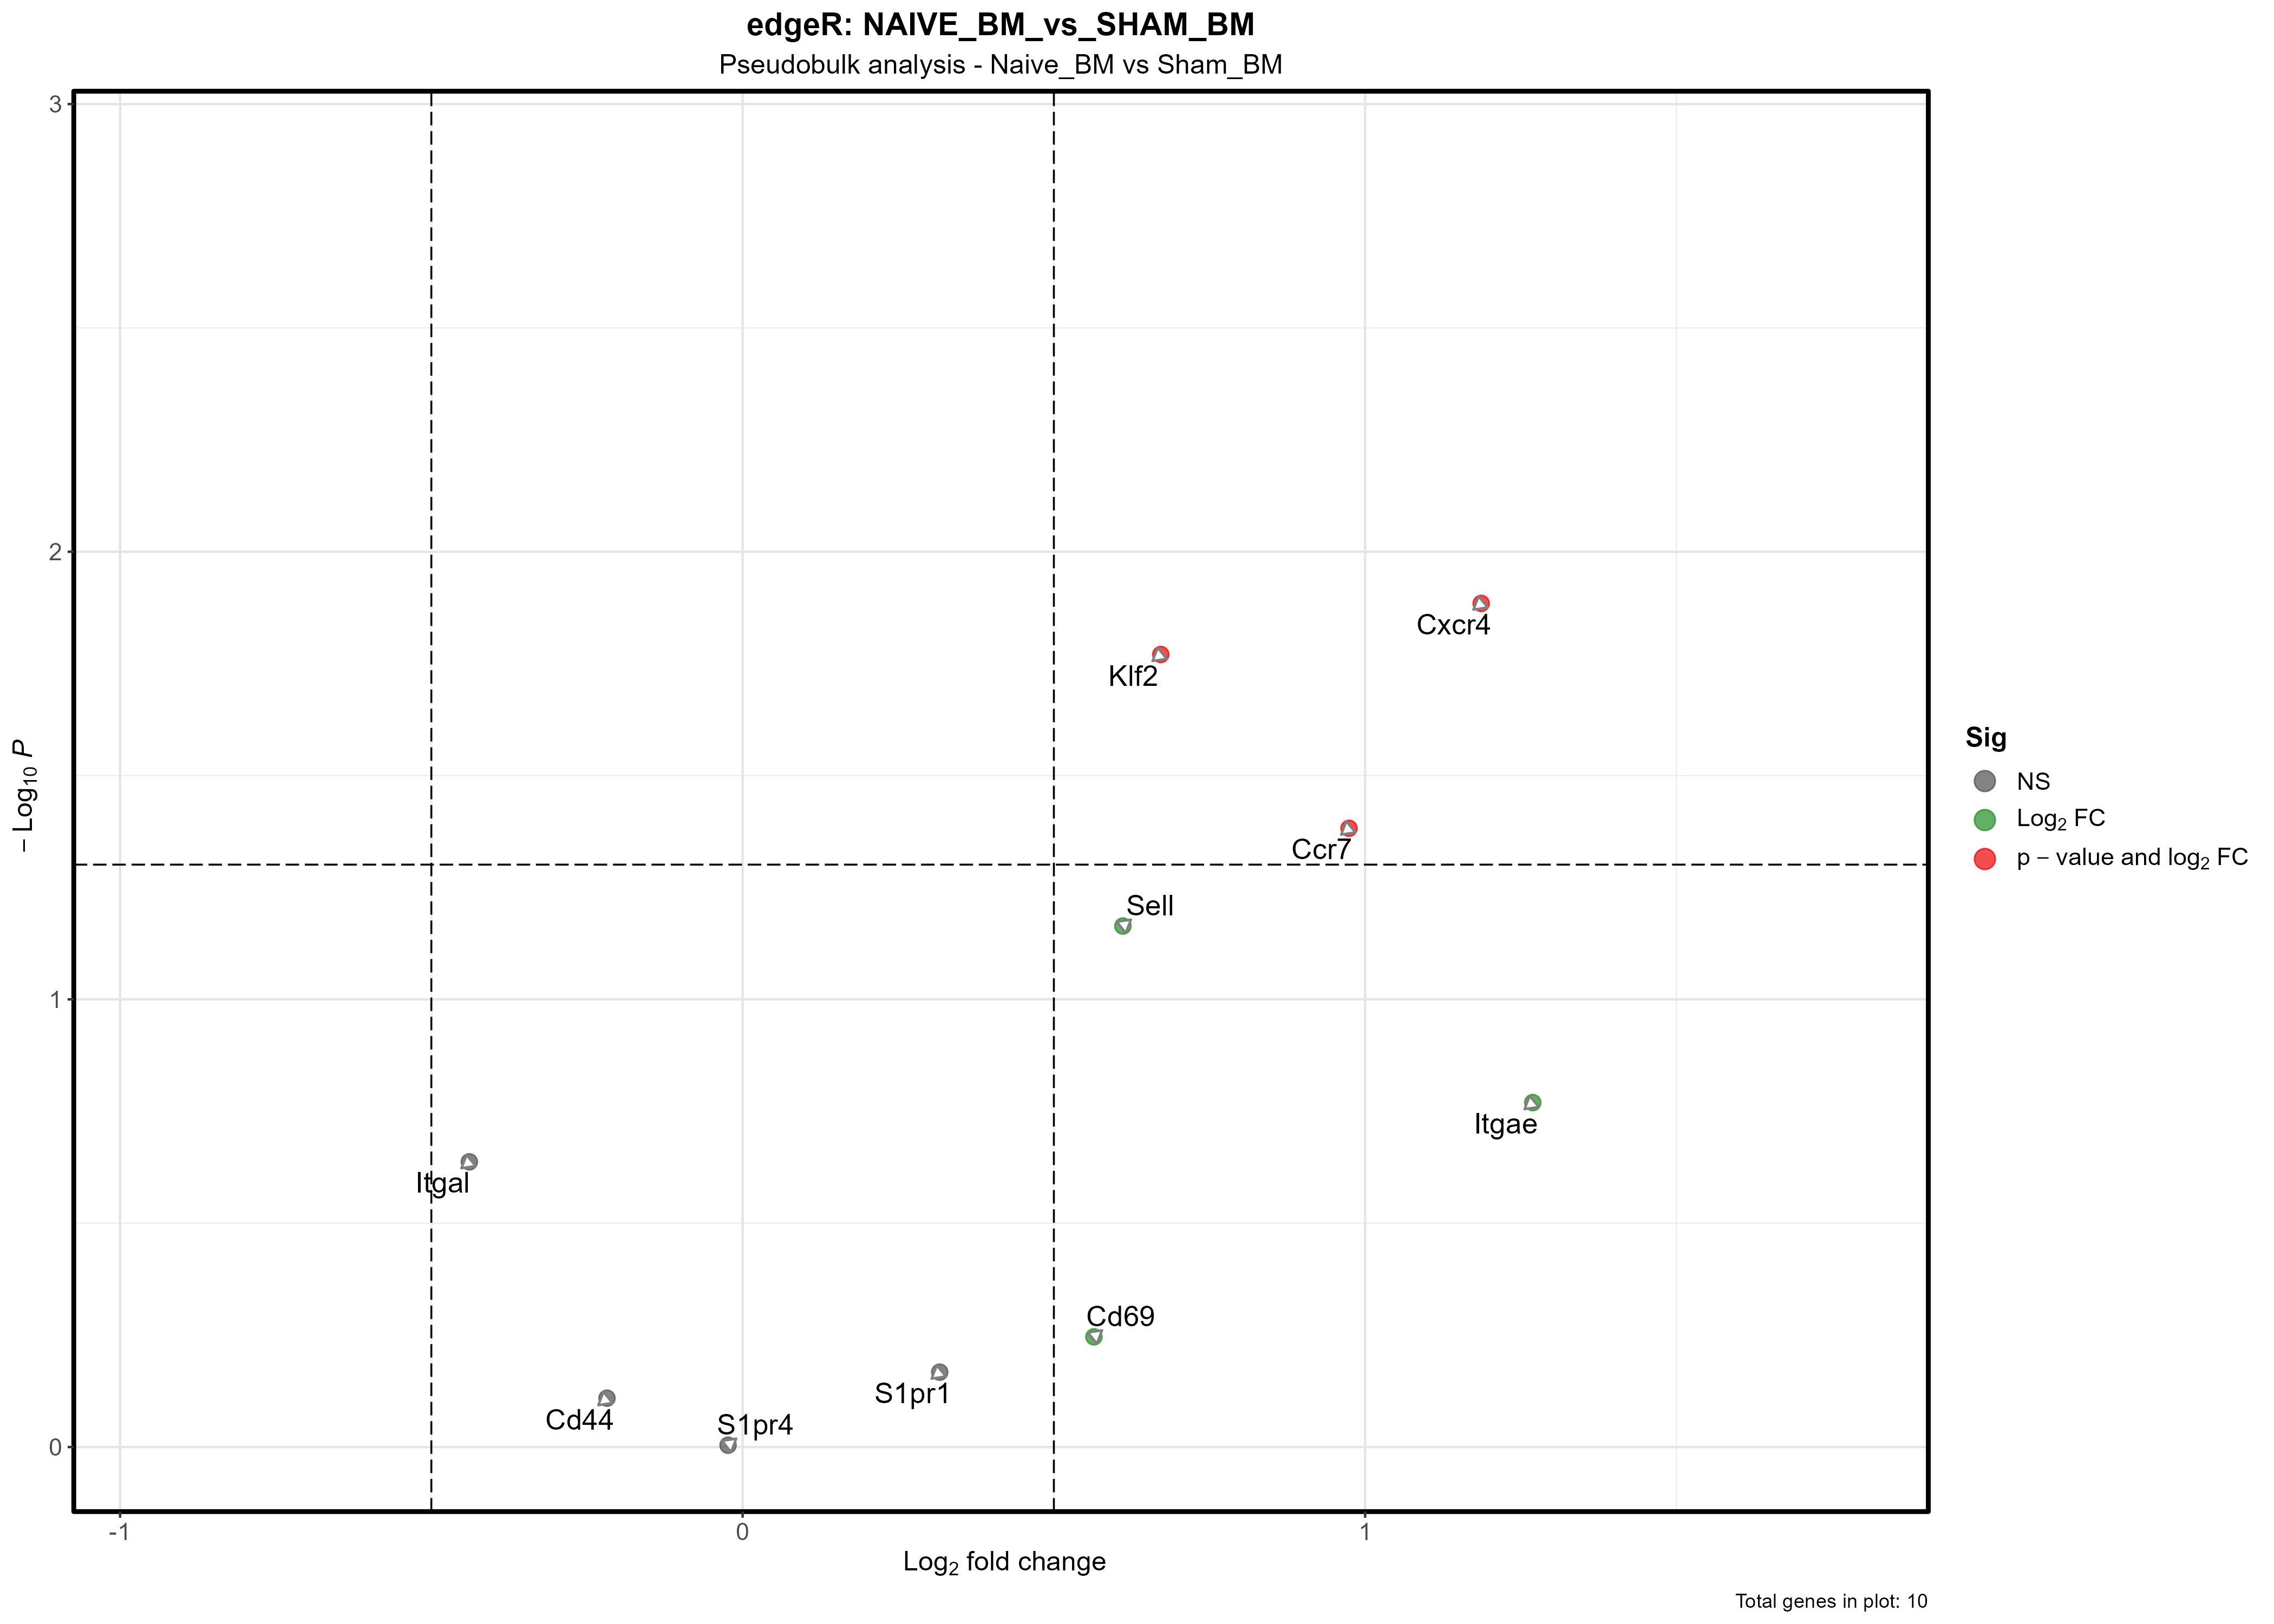 edgeR: NAIVE_BM_vs_SHAM_BM
Pseudobulk analysis - Naive_BM vs Sham_BM
3
2
1
0
– Log10 P
Cxcr4
Klf2
Ccr7
Sell
Itgae
Itgal
Cd69
S1pr1
Cd44
S1pr4
-1
0
1
Log2 fold change
Sig
NS
Log2 FC
p – value and log2 FC
Total genes in plot: 10